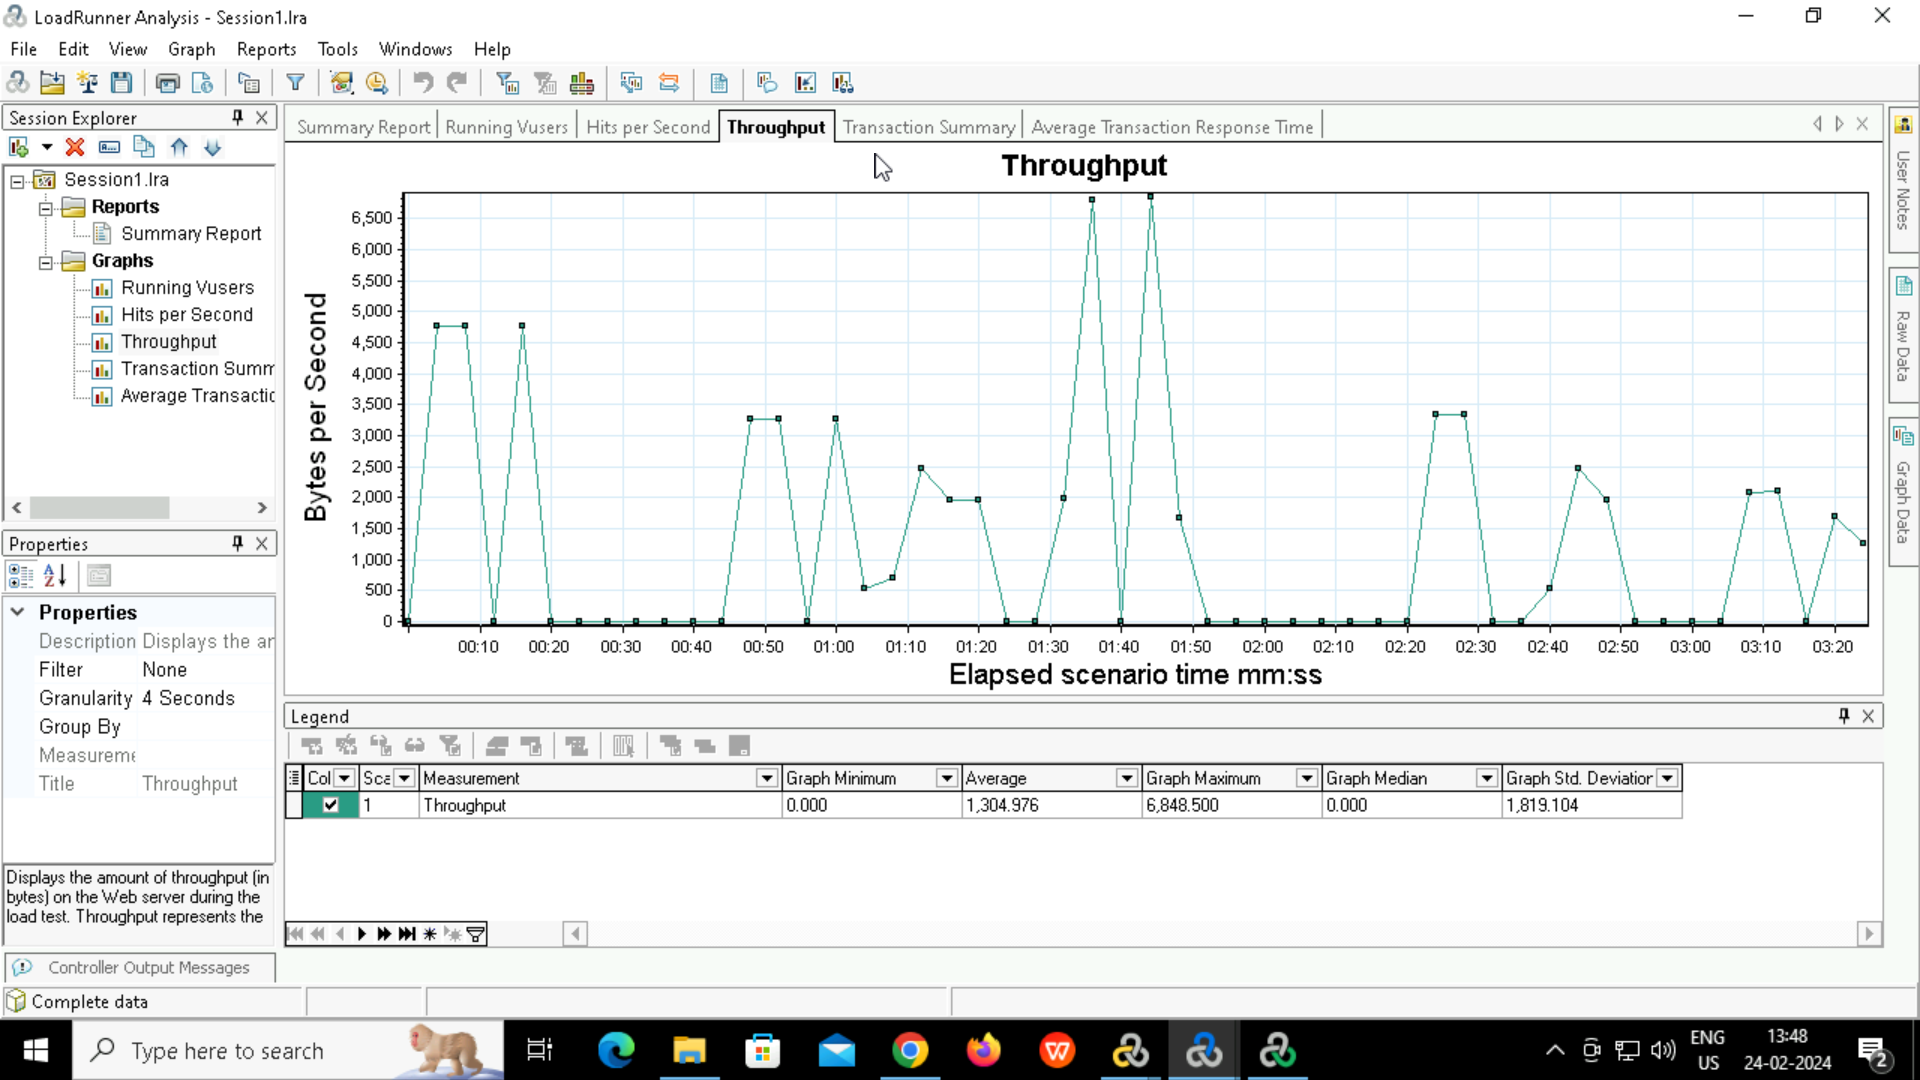 LoadRunner Analysis - Session1.lra
File Edit View Graph Reports Tools Windows Help
Session Explorer
Session1.lra
Reports
Summary Report
Graphs
Running Vusers
Hits per Second
Throughput
Transaction Summ
Average Transactic
Properties
Properties
Description Displays the ar
Filter None
Granularity 4 Seconds
Group By
Measureme
Title Throughput
Displays the amount of throughput (in
bytes) on the Web server during the
load test. Throughput represents the
Controller Output Messages
Complete data
Summary Report Running Vusers Hits per Second Throughput Transaction Summary Average Transaction Response Time
Throughput
Bytes per Second
6,500
6,000
5,500
5,000
4,500
4,000
3,500
3,000
2,500
2,000
1,500
1,000
500
0
00:10 00:20 00:30 00:40 00:50 01:00 01:10 01:20 01:30 01:40 01:50 02:00 02:10 02:20 02:30 02:40 02:50 03:00 03:10 03:20
Elapsed scenario time mm:ss
Legend
Col Sca Measurement Graph Minimum Average Graph Maximum Graph Median Graph Std. Deviation
1 Throughput 0.000 1,304.976 6,848.500 0.000 1,819.104
User Notes
Raw Data
Graph Data
Type here to search
ENG
US
13:48
24-02-2024
2